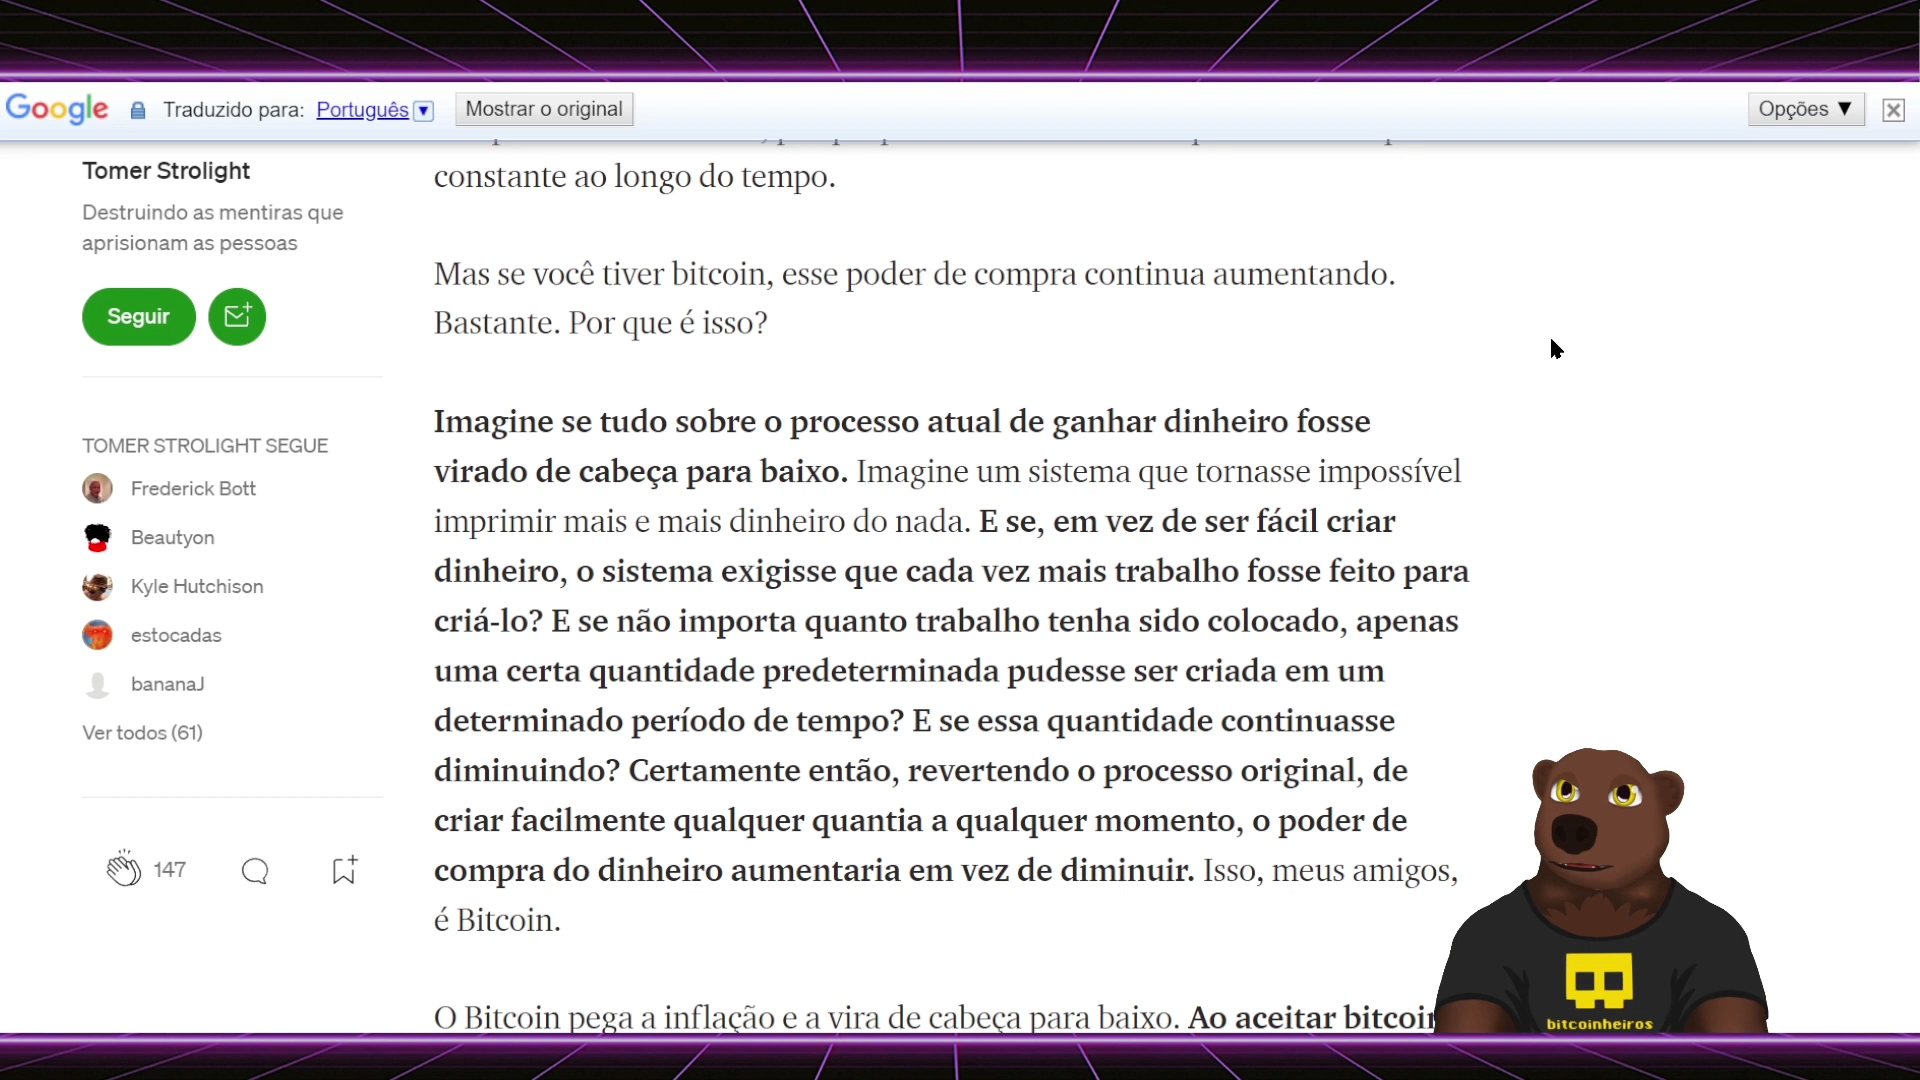 Google Traduzido para: Português ▼ Mostrar o original Opções ▼
Tomer Strolight
Destruindo as mentiras que
aprisionam as pessoas
Seguir
TOMER STROLIGHT SEGUE
Frederick Bott
Beautyon
Kyle Hutchison
estocadas
bananaJ
Ver todos (61)
147
constante ao longo do tempo.
Mas se você tiver bitcoin, esse poder de compra continua aumentando.
Bastante. Por que é isso?
Imagine se tudo sobre o processo atual de ganhar dinheiro fosse
virado de cabeça para baixo. Imagine um sistema que tornasse impossível
imprimir mais e mais dinheiro do nada. E se, em vez de ser fácil criar
dinheiro, o sistema exigisse que cada vez mais trabalho fosse feito para
criá-lo? E se não importa quanto trabalho tenha sido colocado, apenas
uma certa quantidade predeterminada pudesse ser criada em um
determinado período de tempo? E se essa quantidade continuasse
diminuindo? Certamente então, revertendo o processo original, de
criar facilmente qualquer quantia a qualquer momento, o poder de
compra do dinheiro aumentaria em vez de diminuir. Isso, meus amigos,
é Bitcoin.
O Bitcoin pega a inflação e a vira de cabeça para baixo. Ao aceitar bitcoin
bitcoinheiros